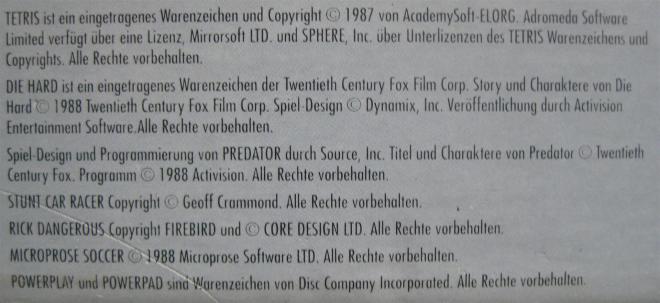 TETRIS ist ein eingetragenes Warenzeichen und Copyright © 1987 von AcademySoft-ELORG. Adromeda Software
Limited verfügt über eine Lizenz, Mirrorsoft LTD. und SPHERE, Inc. über Unterlizenzen des TETRIS Warenzeichens und
Copyrights. Alle Rechte vorbehalten.
DIE HARD ist ein eingetragenes Warenzeichen der Twentieth Century Fox Film Corp. Story und Charaktere von Die
Hard © 1988 Twentieth Century Fox Film Corp. Spiel-Design © Dynamix, Inc. Veröffentlichung durch Activision
Entertainment Software.Alle Rechte vorbehalten.
Spiel-Design und Programmierung von PREDATOR durch Source, Inc. Titel und Charaktere von Predator © Twentieth
Century Fox. Programm © 1988 Activision. Alle Rechte vorbehalten.
STUNT CAR RACER Copyright © Geoff Crammond. Alle Rechte vorbehalten.
RICK DANGEROUS Copyright FIREBIRD und © CORE DESIGN LTD. Alle Rechte vorbehalten.
MICROPROSE SOCCER © 1988 Microprose Software LTD. Alle Rechte vorbehalten.
POWERPLAY und POWERPAD sind Warenzeichen von Disc Company Incorporated. Alle Rechte vorbehalten.